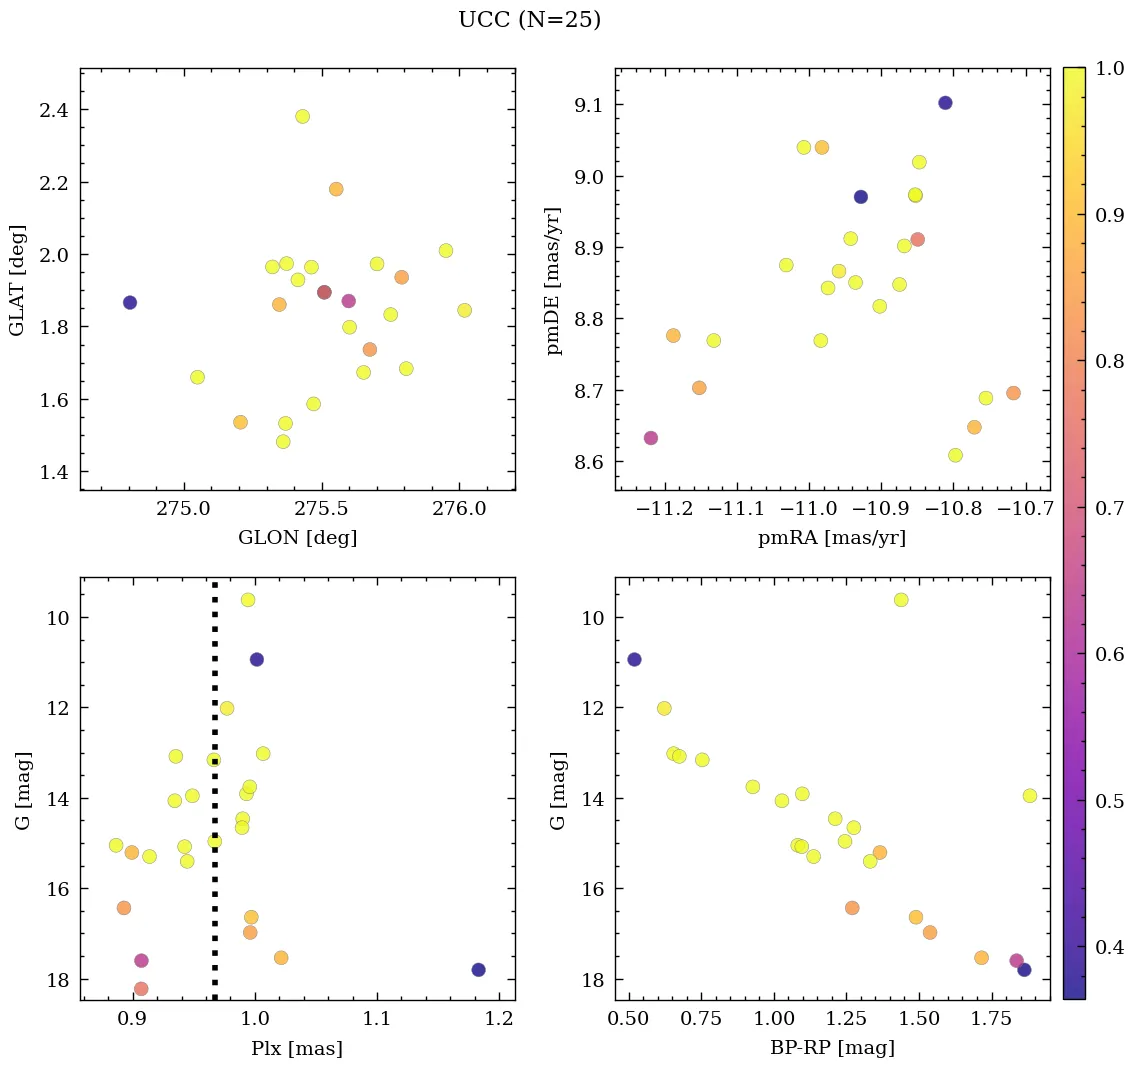 UCC (N=25)
2.4
2.2
2.0
1.8
1.6
1.4
GLAT [deg]
275.0 275.5 276.0
GLON [deg]
9.1
9.0
8.9
8.8
8.7
8.6
pmDE [mas/yr]
−11.2 −11.1 −11.0 −10.9 −10.8 −10.7
pmRA [mas/yr]
1.0
0.9
0.8
0.7
0.6
0.5
0.4
10
12
14
16
18
G [mag]
0.9 1.0 1.1 1.2
Plx [mas]
10
12
14
16
18
G [mag]
0.50 0.75 1.00 1.25 1.50 1.75
BP-RP [mag]